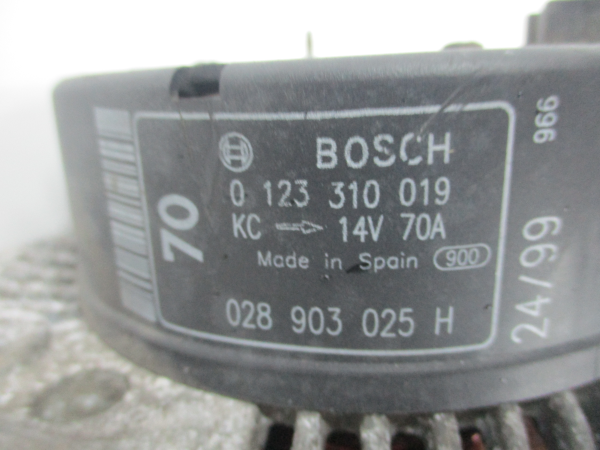 BOSCH
0 123 310 019
KC 14V 70A
Made in Spain 900
028 903 025 H
70
24/99
966